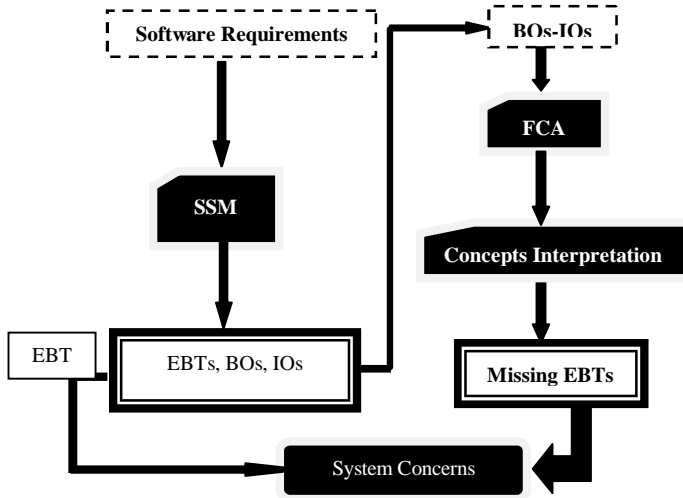 Software Requirements
BOs-IOs
FCA
SSM
Concepts Interpretation
EBT
EBTs, BOs, IOs
Missing EBTs
System Concerns